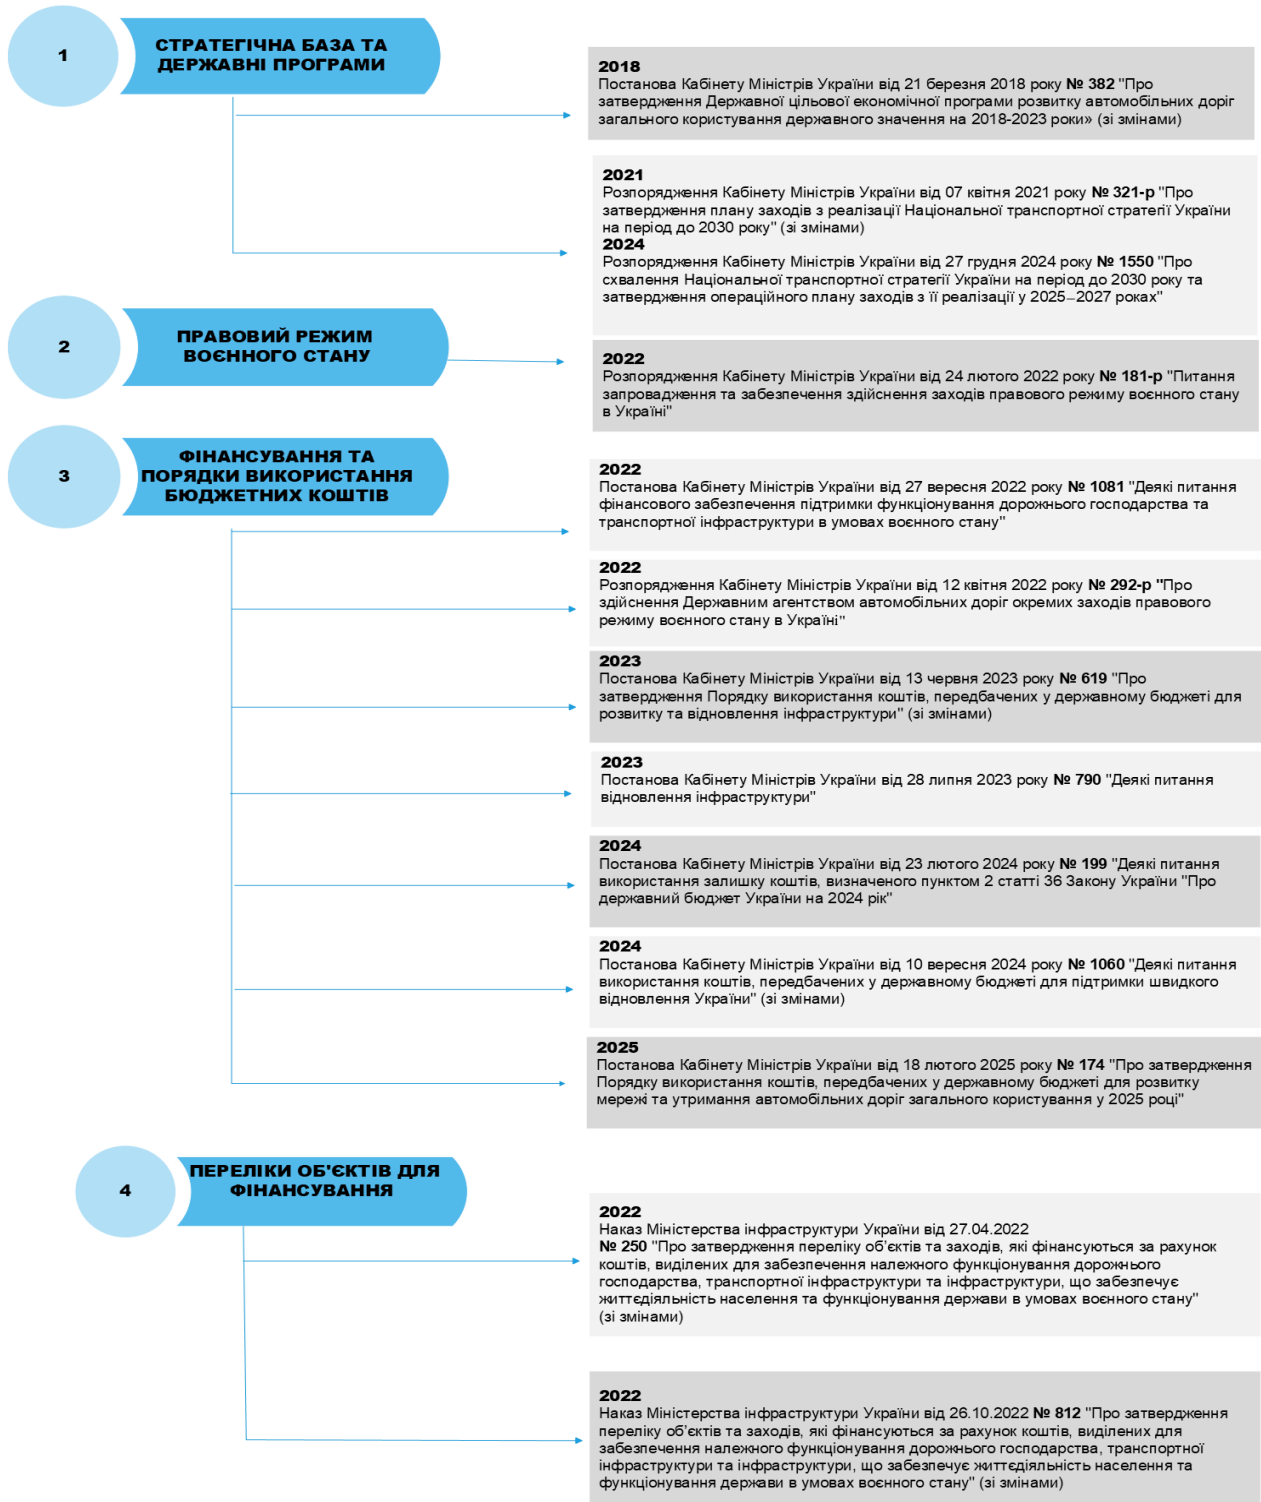 1
СТРАТЕГІЧНА БАЗА ТА
ДЕРЖАВНІ ПРОГРАМИ
2018
Постанова Кабінету Міністрів України від 21 березня 2018 року № 382 "Про
затвердження Державної цільової економічної програми розвитку автомобільних доріг
загального користування державного значення на 2018-2023 роки» (зі змінами)
2021
Розпорядження Кабінету Міністрів України від 07 квітня 2021 року № 321-р "Про
затвердження плану заходів з реалізації Національної транспортної стратегії України
на період до 2030 року" (зі змінами)
2024
Розпорядження Кабінету Міністрів України від 27 грудня 2024 року № 1550 "Про
схвалення Національної транспортної стратегії України на період до 2030 року та
затвердження операційного плану заходів з її реалізації у 2025–2027 роках"
2
ПРАВОВИЙ РЕЖИМ
ВОЄННОГО СТАНУ
2022
Розпорядження Кабінету Міністрів України від 24 лютого 2022 року № 181-р "Питання
запровадження та забезпечення здійснення заходів правового режиму воєнного стану
в Україні"
3
ФІНАНСУВАННЯ ТА
ПОРЯДКИ ВИКОРИСТАННЯ
БЮДЖЕТНИХ КОШТІВ
2022
Постанова Кабінету Міністрів України від 27 вересня 2022 року № 1081 "Деякі питання
фінансового забезпечення підтримки функціонування дорожнього господарства та
транспортної інфраструктури в умовах воєнного стану"
2022
Розпорядження Кабінету Міністрів України від 12 квітня 2022 року № 292-р "Про
здійснення Державним агентством автомобільних доріг окремих заходів правового
режиму воєнного стану в Україні"
2023
Постанова Кабінету Міністрів України від 13 червня 2023 року № 619 "Про
затвердження Порядку використання коштів, передбачених у державному бюджеті для
розвитку та відновлення інфраструктури" (зі змінами)
2023
Постанова Кабінету Міністрів України від 28 липня 2023 року № 790 "Деякі питання
відновлення інфраструктури"
2024
Постанова Кабінету Міністрів України від 23 лютого 2024 року № 199 "Деякі питання
використання залишку коштів, визначеного пунктом 2 статті 36 Закону України "Про
державний бюджет України на 2024 рік"
2024
Постанова Кабінету Міністрів України від 10 вересня 2024 року № 1060 "Деякі питання
використання коштів, передбачених у державному бюджеті для підтримки швидкого
відновлення України" (зі змінами)
2025
Постанова Кабінету Міністрів України від 18 лютого 2025 року № 174 "Про затвердження
Порядку використання коштів, передбачених у державному бюджеті для розвитку
мережі та утримання автомобільних доріг загального користування у 2025 році"
4
ПЕРЕЛІКИ ОБ'ЄКТІВ ДЛЯ
ФІНАНСУВАННЯ
2022
Наказ Міністерства інфраструктури України від 27.04.2022
№ 250 "Про затвердження переліку об'єктів та заходів, які фінансуються за рахунок
коштів, виділених для забезпечення належного функціонування дорожнього
господарства, транспортної інфраструктури та інфраструктури, що забезпечує
життєдіяльність населення та функціонування держави в умовах воєнного стану"
(зі змінами)
2022
Наказ Міністерства інфраструктури України від 26.10.2022 № 812 "Про затвердження
переліку об'єктів та заходів, які фінансуються за рахунок коштів, виділених для
забезпечення належного функціонування дорожнього господарства, транспортної
інфраструктури та інфраструктури, що забезпечує життєдіяльність населення та
функціонування держави в умовах воєнного стану" (зі змінами)